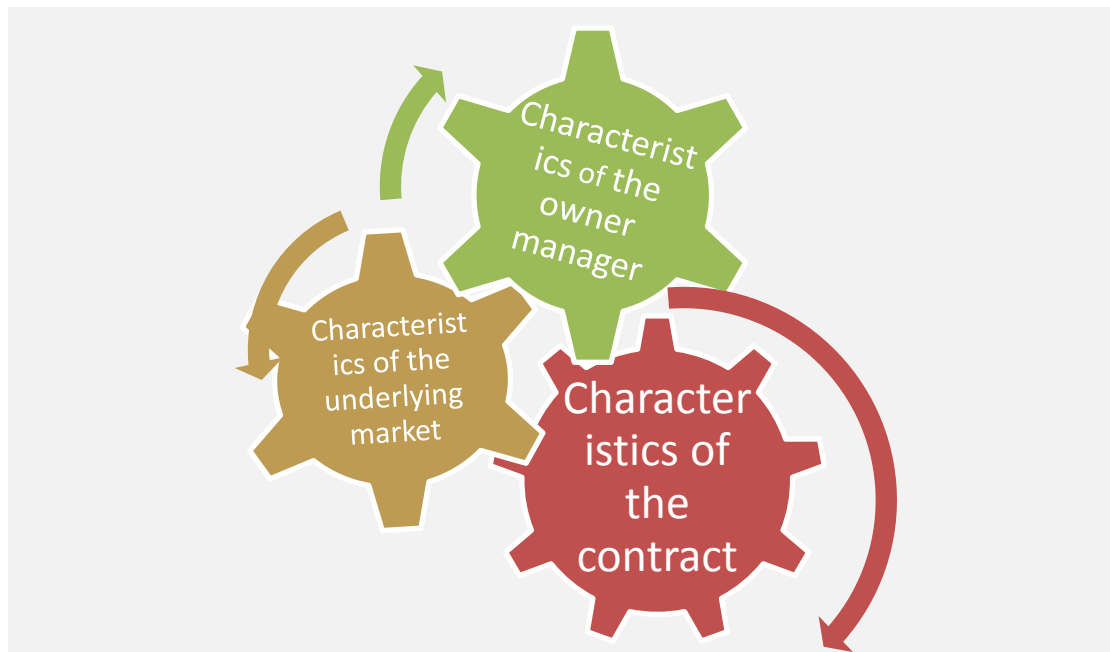 Characterist
ics of the
owner
manager
Characterist
ics of the
underlying
market
Character
istics of
the
contract